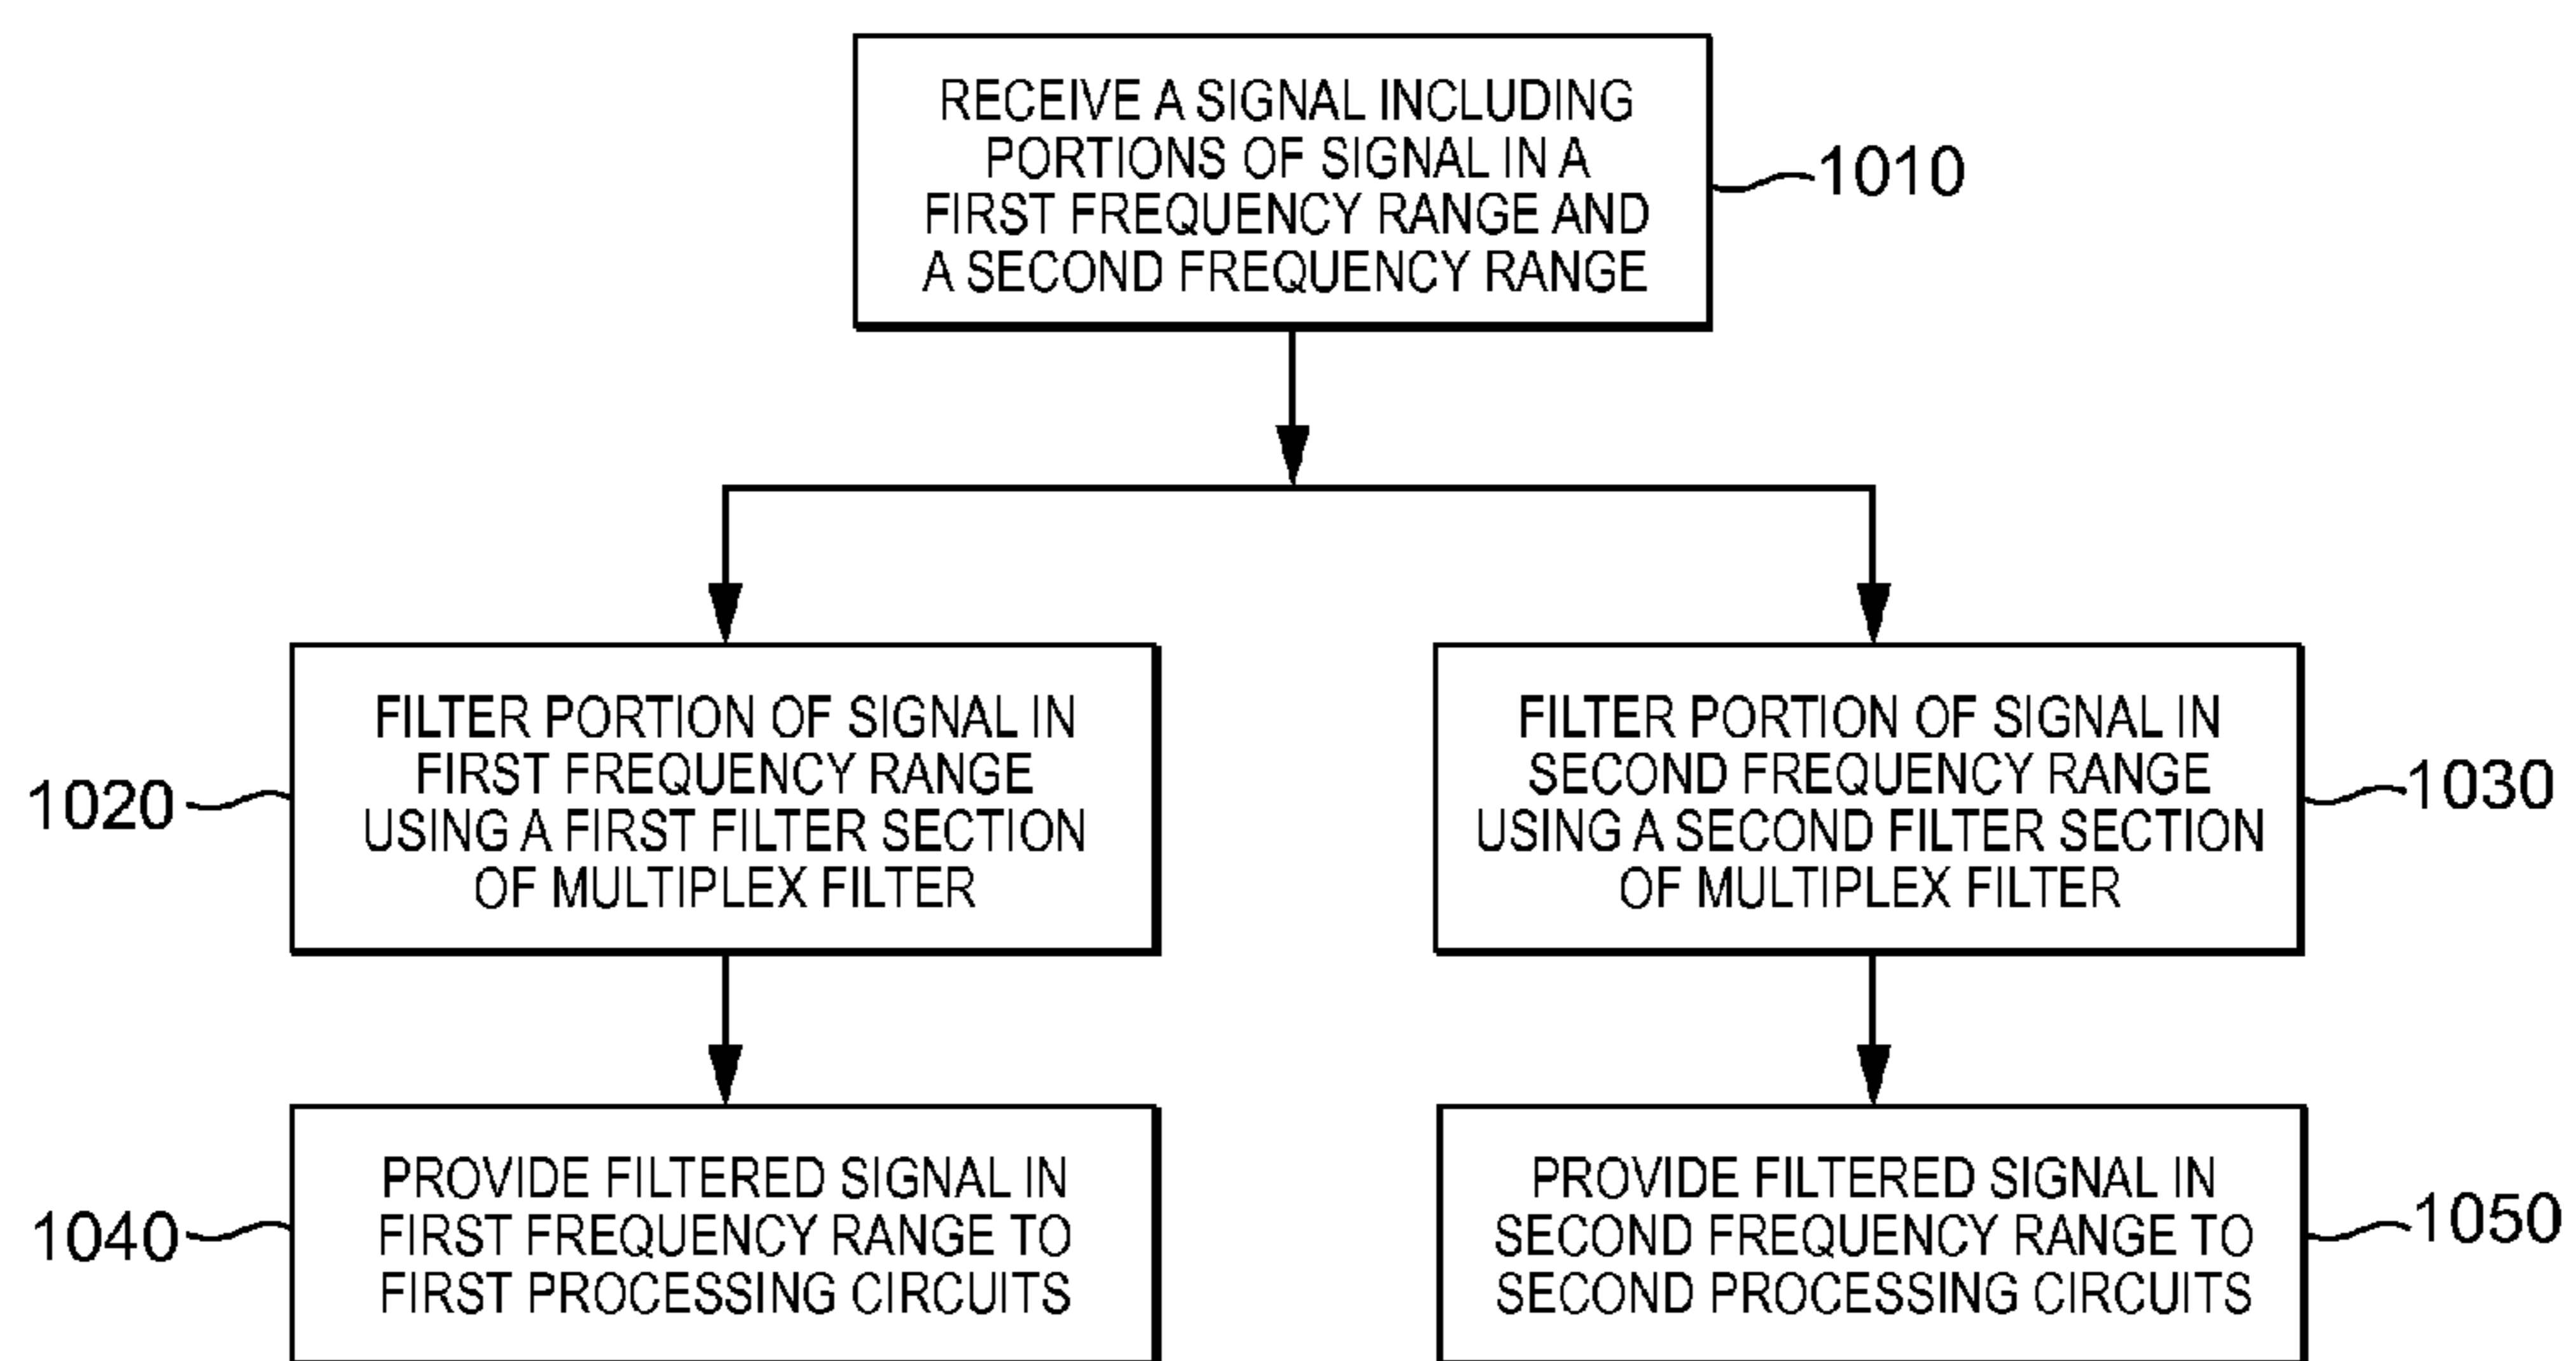 RECEIVE A SIGNAL INCLUDING
PORTIONS OF SIGNAL IN A
FIRST FREQUENCY RANGE AND
A SECOND FREQUENCY RANGE
1010
FILTER PORTION OF SIGNAL IN
FIRST FREQUENCY RANGE
USING A FIRST FILTER SECTION
OF MULTIPLEX FILTER
1020
FILTER PORTION OF SIGNAL IN
SECOND FREQUENCY RANGE
USING A SECOND FILTER SECTION
OF MULTIPLEX FILTER
1030
PROVIDE FILTERED SIGNAL IN
FIRST FREQUENCY RANGE TO
FIRST PROCESSING CIRCUITS
1040
PROVIDE FILTERED SIGNAL IN
SECOND FREQUENCY RANGE TO
SECOND PROCESSING CIRCUITS
1050